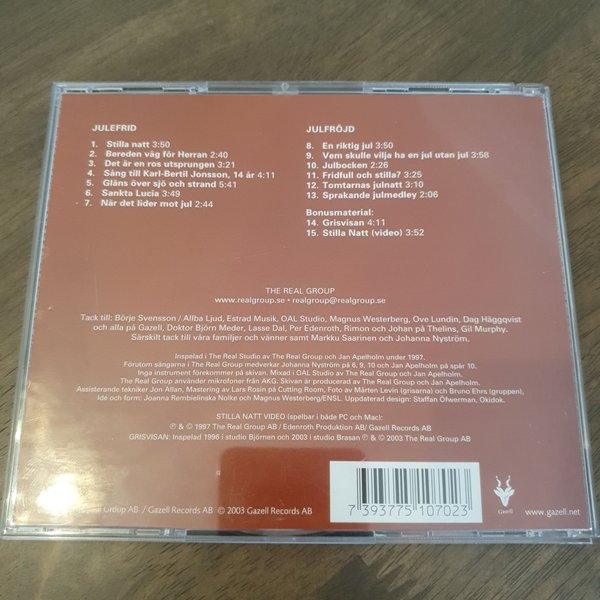 JULEFRID
1. Stilla natt 3:50
2. Bereden väg för Herran 2:40
3. Det är en ros utsprungen 3:21
4. Sång till Karl-Bertil Jonsson, 14 år 4:11
5. Gläns över sjö och strand 5:41
6. Sankta Lucia 3:49
7. När det lider mot jul 2:44
JULFRÖJD
8. En riktig jul 3:50
9. Vem skulle vilja ha en jul utan jul 3:58
10. Julbocken 2:26
11. Fridfull och stilla? 3:25
12. Tomtarnas julnatt 3:10
13. Sprakande julmedley 2:06
Bonusmaterial:
14. Grisvisan 4:11
15. Stilla Natt (video) 3:52
THE REAL GROUP
www.realgroup.se • realgroup@realgroup.se
Tack till: Börje Svensson / Allba Ljud, Estrad Musik, OAL Studio, Magnus Westerberg, Ove Lundin, Dag Häggqvist
och alla på Gazell, Doktor Björn Meder, Lasse Dal, Per Edenroth, Rimon och Johan på Thelins, Gil Murphy.
Särskilt tack till våra familjer och vänner samt Markku Saarinen och Johanna Nyström.
Inspelad i The Real Studio av The Real Group och Jan Apelholm under 1997.
Förutom sångarna i The Real Group medverkar Johanna Nyström på 6, 9, 10 och Jan Apelholm på spår 10.
Inga instrument förekommer på skivan. Mixad i OAL Studio av The Real Group och Jan Apelholm.
The Real Group använder mikrofoner från AKG. Skivan är producerad av The Real Group och Jan Apelholm.
Assisterande tekniker Jon Allan, Mastering av Lars Rosin på Cutting Room, Foto av Mårten Levin (grisarna) och Bruno Ehrs (gruppen),
Idé och form: Joanna Rembielinska Nolke och Magnus Westerberg/ENSL. Uppdaterad design: Staffan Öfwerman, Okidok.
STILLA NATT VIDEO (spelbar i både PC och Mac):
℗ & © 1997 The Real Group AB / Edenroth Produktion AB/ Gazell Records AB
GRISVISAN: Inspelad 1996 i studio Björnen och 2003 i studio Brasan ℗ & © 2003 The Real Group AB
Group AB / Gazell Records AB © 2003 Gazell Records AB
7 393775 107023
Gazell
www.gazell.net